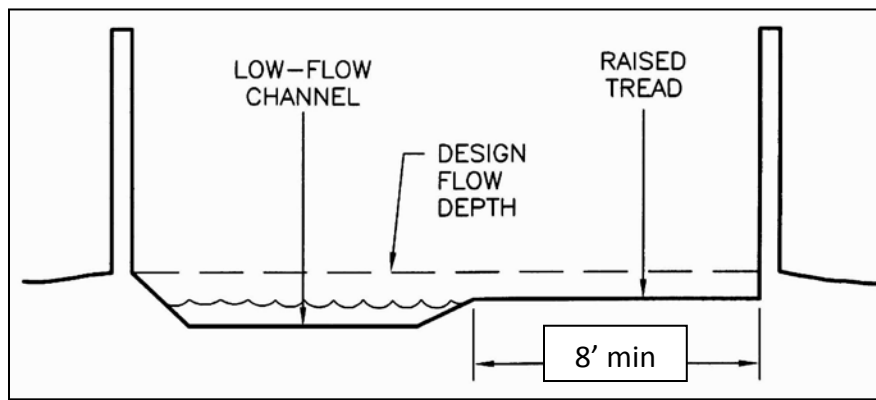 LOW-FLOW
CHANNEL
RAISED
TREAD
DESIGN
FLOW
DEPTH
8’ min